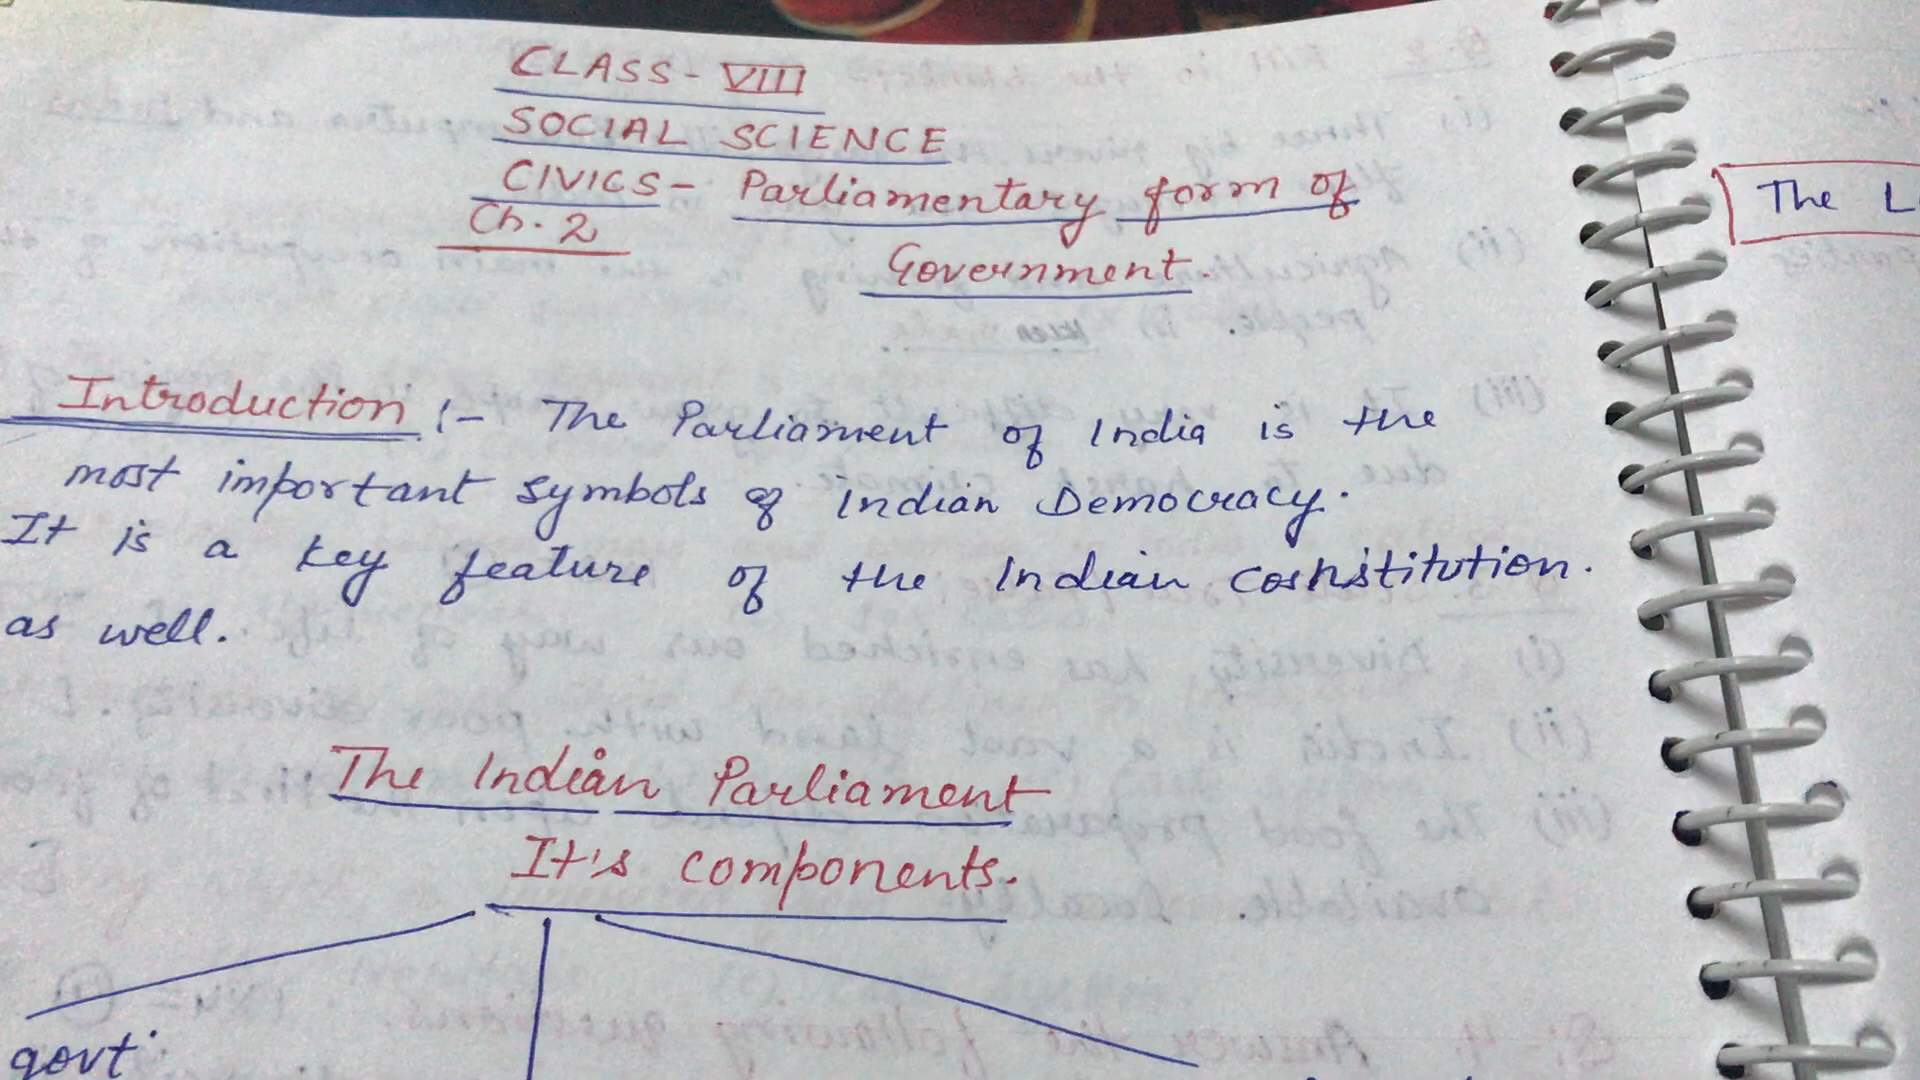 CLASS- VIII
SOCIAL SCIENCE
CIVICS- Parliamentary form of
Ch. 2
Government.
Introduction :- The Parliament of India is the
most important symbols of Indian Democracy.
It is a key feature of the Indian constitution.
as well.
The Indian Parliament
It's components.
govt
The